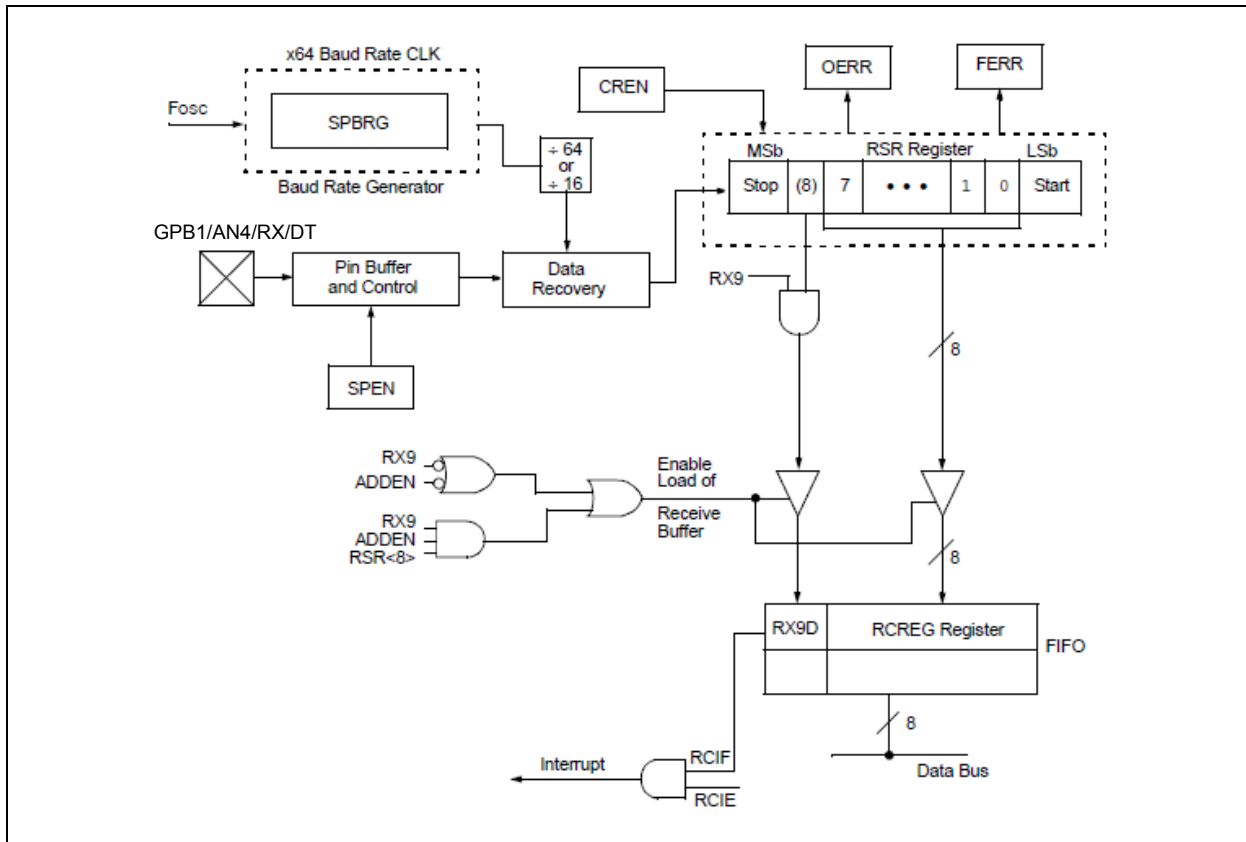 x64 Baud Rate CLK
Fosc
SPBRG
Baud Rate Generator
÷ 64
or
÷ 16
CREN
OERR
FERR
MSb
RSR Register
LSb
Stop
(8)
7
• • •
1
0
Start
GPB1/AN4/RX/DT
Pin Buffer
and Control
Data
Recovery
SPEN
RX9
8
RX9
ADDEN
RX9
ADDEN
RSR<8>
Enable
Load of
Receive
Buffer
8
RX9D
RCREG Register
FIFO
8
Data Bus
Interrupt
RCIF
RCIE